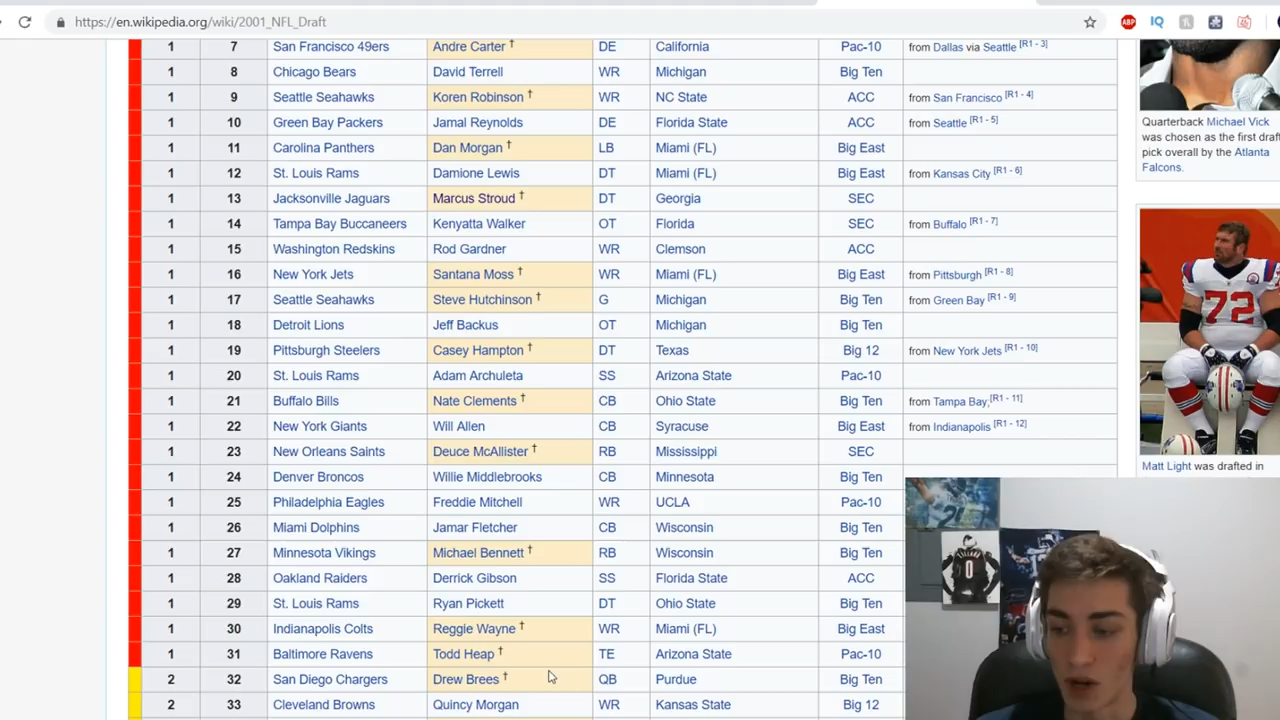 https://en.wikipedia.org/wiki/2001_NFL_Draft
ABP IQ
1 7 San Francisco 49ers Andre Carter † DE California Pac-10 from Dallas via Seattle [R1 - 3]
1 8 Chicago Bears David Terrell WR Michigan Big Ten
1 9 Seattle Seahawks Koren Robinson † WR NC State ACC from San Francisco [R1 - 4]
1 10 Green Bay Packers Jamal Reynolds DE Florida State ACC from Seattle [R1 - 5]
1 11 Carolina Panthers Dan Morgan † LB Miami (FL) Big East
1 12 St. Louis Rams Damione Lewis DT Miami (FL) Big East from Kansas City [R1 - 6]
1 13 Jacksonville Jaguars Marcus Stroud † DT Georgia SEC
1 14 Tampa Bay Buccaneers Kenyatta Walker OT Florida SEC from Buffalo [R1 - 7]
1 15 Washington Redskins Rod Gardner WR Clemson ACC
1 16 New York Jets Santana Moss † WR Miami (FL) Big East from Pittsburgh [R1 - 8]
1 17 Seattle Seahawks Steve Hutchinson † G Michigan Big Ten from Green Bay [R1 - 9]
1 18 Detroit Lions Jeff Backus OT Michigan Big Ten
1 19 Pittsburgh Steelers Casey Hampton † DT Texas Big 12 from New York Jets [R1 - 10]
1 20 St. Louis Rams Adam Archuleta SS Arizona State Pac-10
1 21 Buffalo Bills Nate Clements † CB Ohio State Big Ten from Tampa Bay,[R1 - 11]
1 22 New York Giants Will Allen CB Syracuse Big East from Indianapolis [R1 - 12]
1 23 New Orleans Saints Deuce McAllister † RB Mississippi SEC
1 24 Denver Broncos Willie Middlebrooks CB Minnesota Big Ten
1 25 Philadelphia Eagles Freddie Mitchell WR UCLA Pac-10
1 26 Miami Dolphins Jamar Fletcher CB Wisconsin Big Ten
1 27 Minnesota Vikings Michael Bennett † RB Wisconsin Big Ten
1 28 Oakland Raiders Derrick Gibson SS Florida State ACC
1 29 St. Louis Rams Ryan Pickett DT Ohio State Big Ten
1 30 Indianapolis Colts Reggie Wayne † WR Miami (FL) Big East
1 31 Baltimore Ravens Todd Heap † TE Arizona State Pac-10
2 32 San Diego Chargers Drew Brees † QB Purdue Big Ten
2 33 Cleveland Browns Quincy Morgan WR Kansas State Big 12
Quarterback Michael Vick
was chosen as the first draft
pick overall by the Atlanta
Falcons.
72
Matt Light was drafted in
0